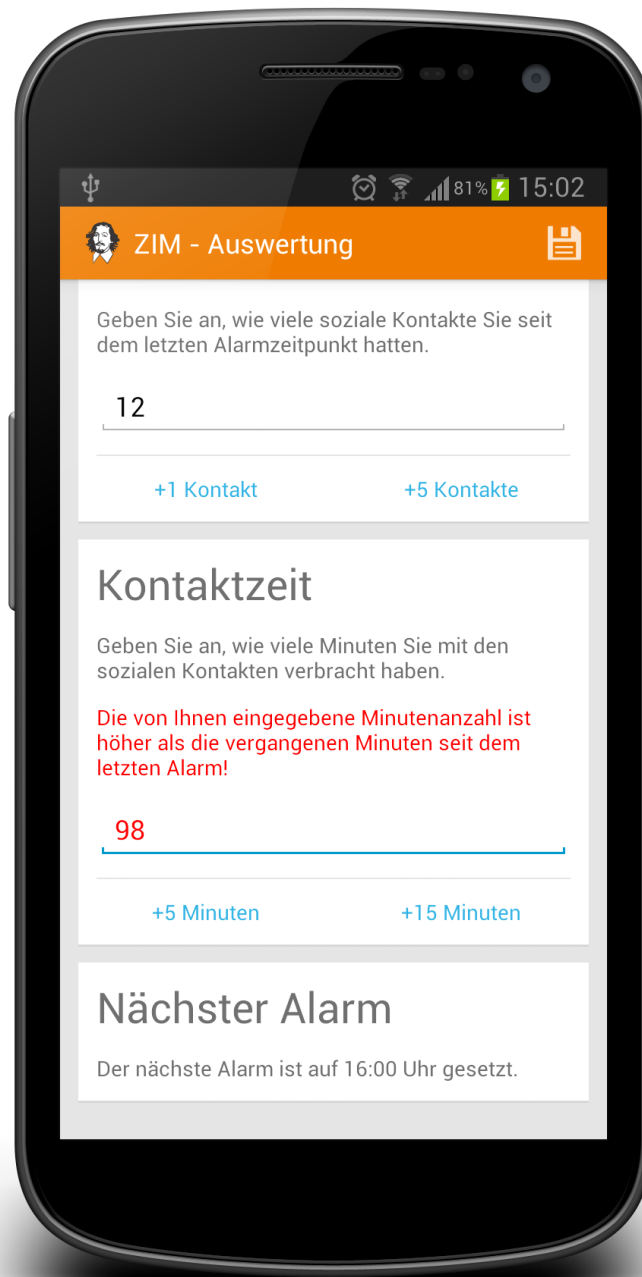 81% 15:02
ZIM - Auswertung
Geben Sie an, wie viele soziale Kontakte Sie seit
dem letzten Alarmzeitpunkt hatten.
12
+1 Kontakt +5 Kontakte
Kontaktzeit
Geben Sie an, wie viele Minuten Sie mit den
sozialen Kontakten verbracht haben.
Die von Ihnen eingegebene Minutenanzahl ist
höher als die vergangenen Minuten seit dem
letzten Alarm!
98
+5 Minuten +15 Minuten
Nächster Alarm
Der nächste Alarm ist auf 16:00 Uhr gesetzt.